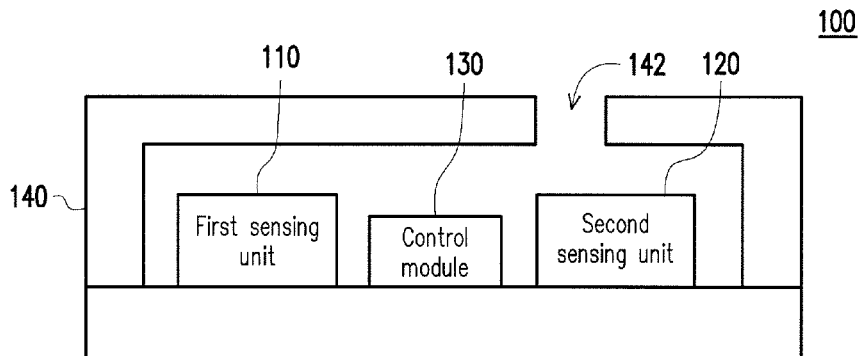 100
110
130
142
120
140
First sensing
unit
Control
module
Second
sensing unit